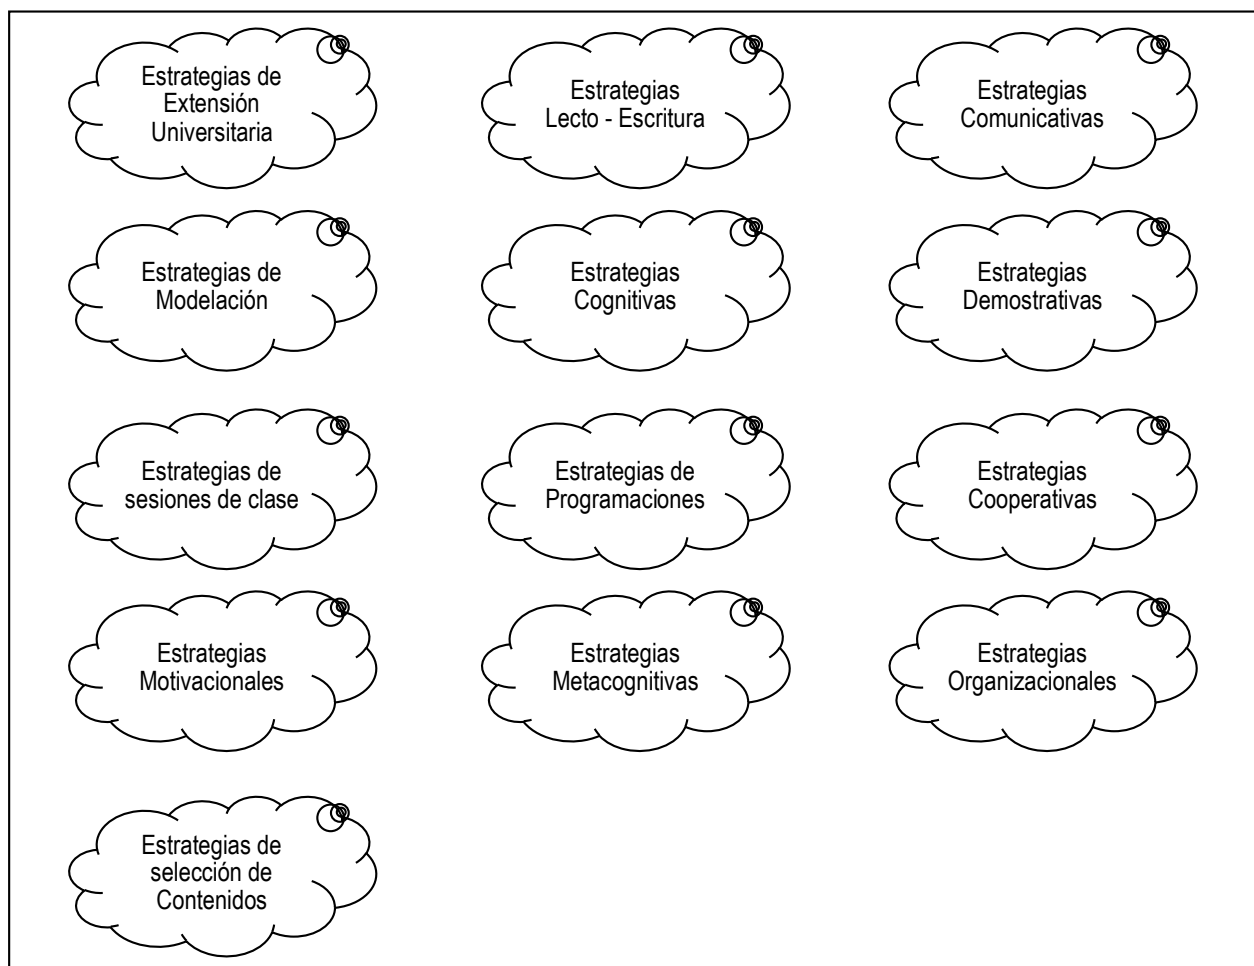 Estrategias de
Extensión
Universitaria
Estrategias
Lecto - Escritura
Estrategias
Comunicativas
Estrategias de
Modelación
Estrategias
Cognitivas
Estrategias
Demostrativas
Estrategias de
sesiones de clase
Estrategias de
Programaciones
Estrategias
Cooperativas
Estrategias
Motivacionales
Estrategias
Metacognitivas
Estrategias
Organizacionales
Estrategias de
selección de
Contenidos